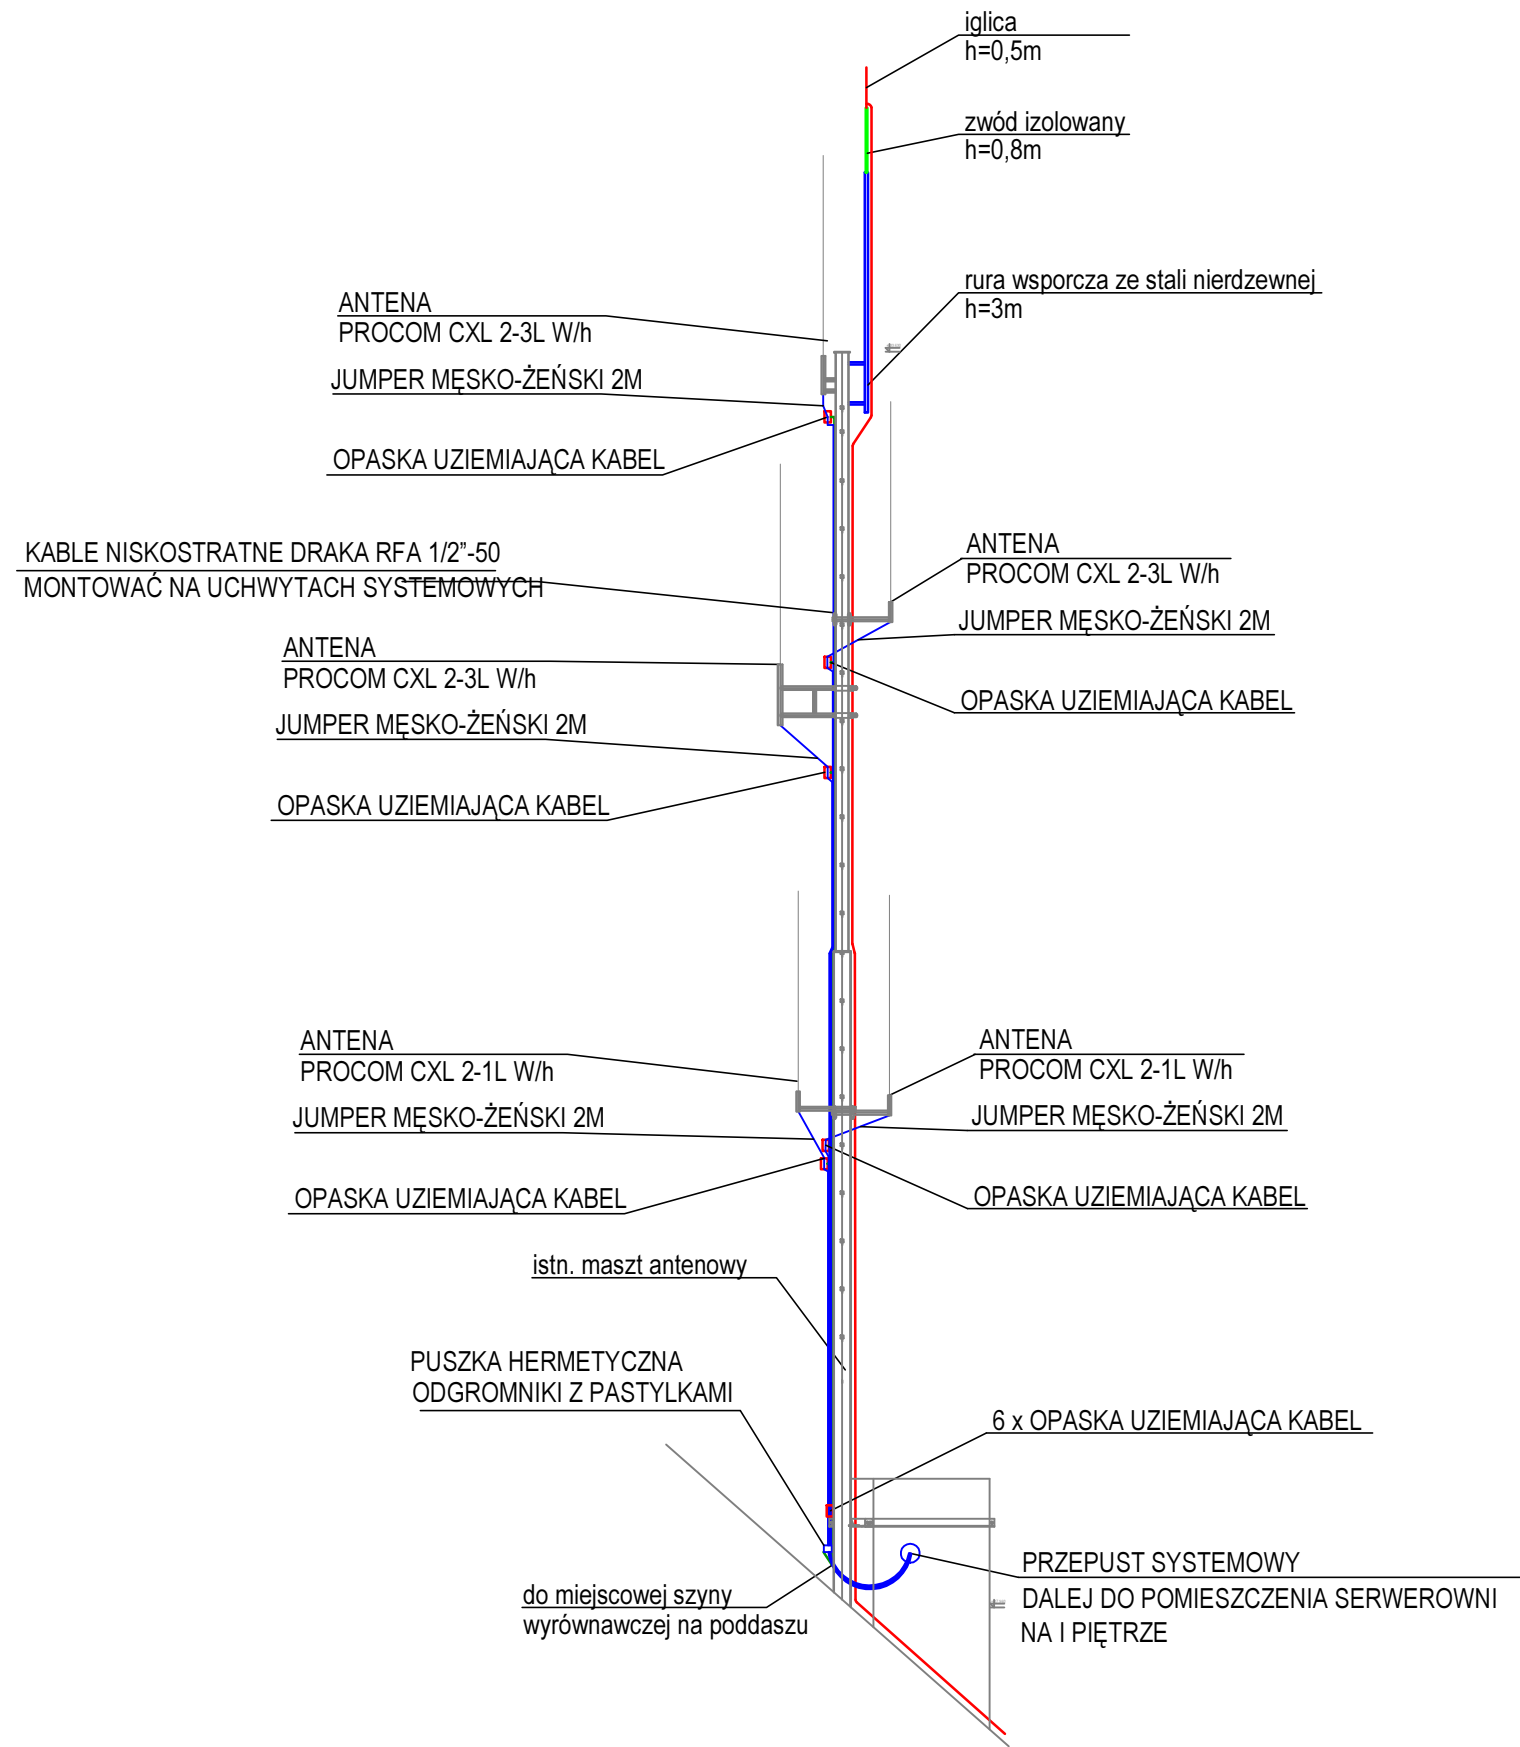 iglica
h=0,5m
zwód izolowany
h=0,8m
rura wsporcza ze stali nierdzewnej
h=3m
ANTENA
PROCOM CXL 2-3L W/h
JUMPER MĘSKO-ŻEŃSKI 2M
OPASKA UZIEMIAJĄCA KABEL
KABLE NISKOSTRATNE DRAKA RFA 1/2”-50
MONTOWAĆ NA UCHWYTACH SYSTEMOWYCH
ANTENA
PROCOM CXL 2-3L W/h
JUMPER MĘSKO-ŻEŃSKI 2M
OPASKA UZIEMIAJĄCA KABEL
ANTENA
PROCOM CXL 2-3L W/h
JUMPER MĘSKO-ŻEŃSKI 2M
OPASKA UZIEMIAJĄCA KABEL
ANTENA
PROCOM CXL 2-1L W/h
JUMPER MĘSKO-ŻEŃSKI 2M
OPASKA UZIEMIAJĄCA KABEL
ANTENA
PROCOM CXL 2-1L W/h
JUMPER MĘSKO-ŻEŃSKI 2M
OPASKA UZIEMIAJĄCA KABEL
istn. maszt antenowy
PUSZKA HERMETYCZNA
ODGROMNIKI Z PASTYLKAMI
6 x OPASKA UZIEMIAJĄCA KABEL
PRZEPUST SYSTEMOWY
DALEJ DO POMIESZCZENIA SERWEROWNI
NA I PIĘTRZE
do miejscowej szyny
wyrównawczej na poddaszu